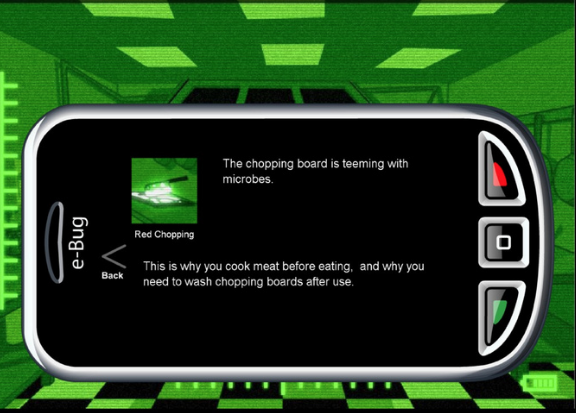 The chopping board is teeming with
microbes.
Red Chopping
e-Bug
Back
This is why you cook meat before eating,  and why you
need to wash chopping boards after use.